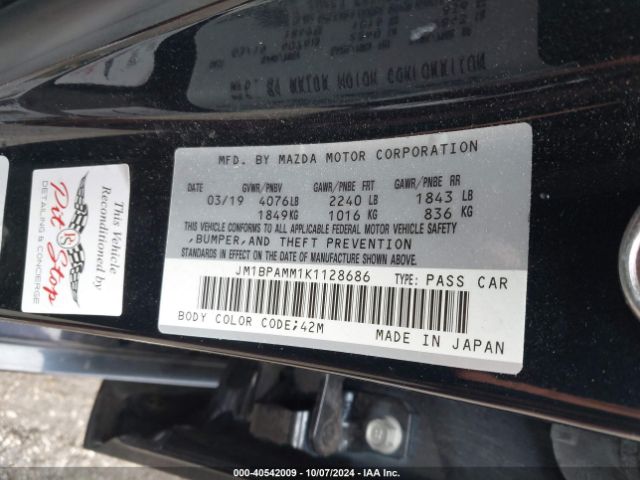 MFD. BY MAZDA MOTOR CORPORATION
DATE GVWR/PNBV GAWR/PNBE FRT GAWR/PNBE RR
03/19 4076LB 2240 LB 1843 LB
1849KG 1016 KG 836 KG
THIS VEHICLE CONFORMS TO ALL APPLICABLE FEDERAL MOTOR VEHICLE SAFETY
,BUMPER,AND THEFT PREVENTION
STANDARDS IN EFFECT ON THE DATE OF MANUFACTURE SHOWN ABOVE.
JM1BPAMM1K1128686 TYPE: PASS CAR
BODY COLOR CODE;42M MADE IN JAPAN
This Vehicle
Reconditioned by:
Pit Stop
DETAILING & CONCIERGE
000-40542009 - 10/07/2024 - IAA Inc.